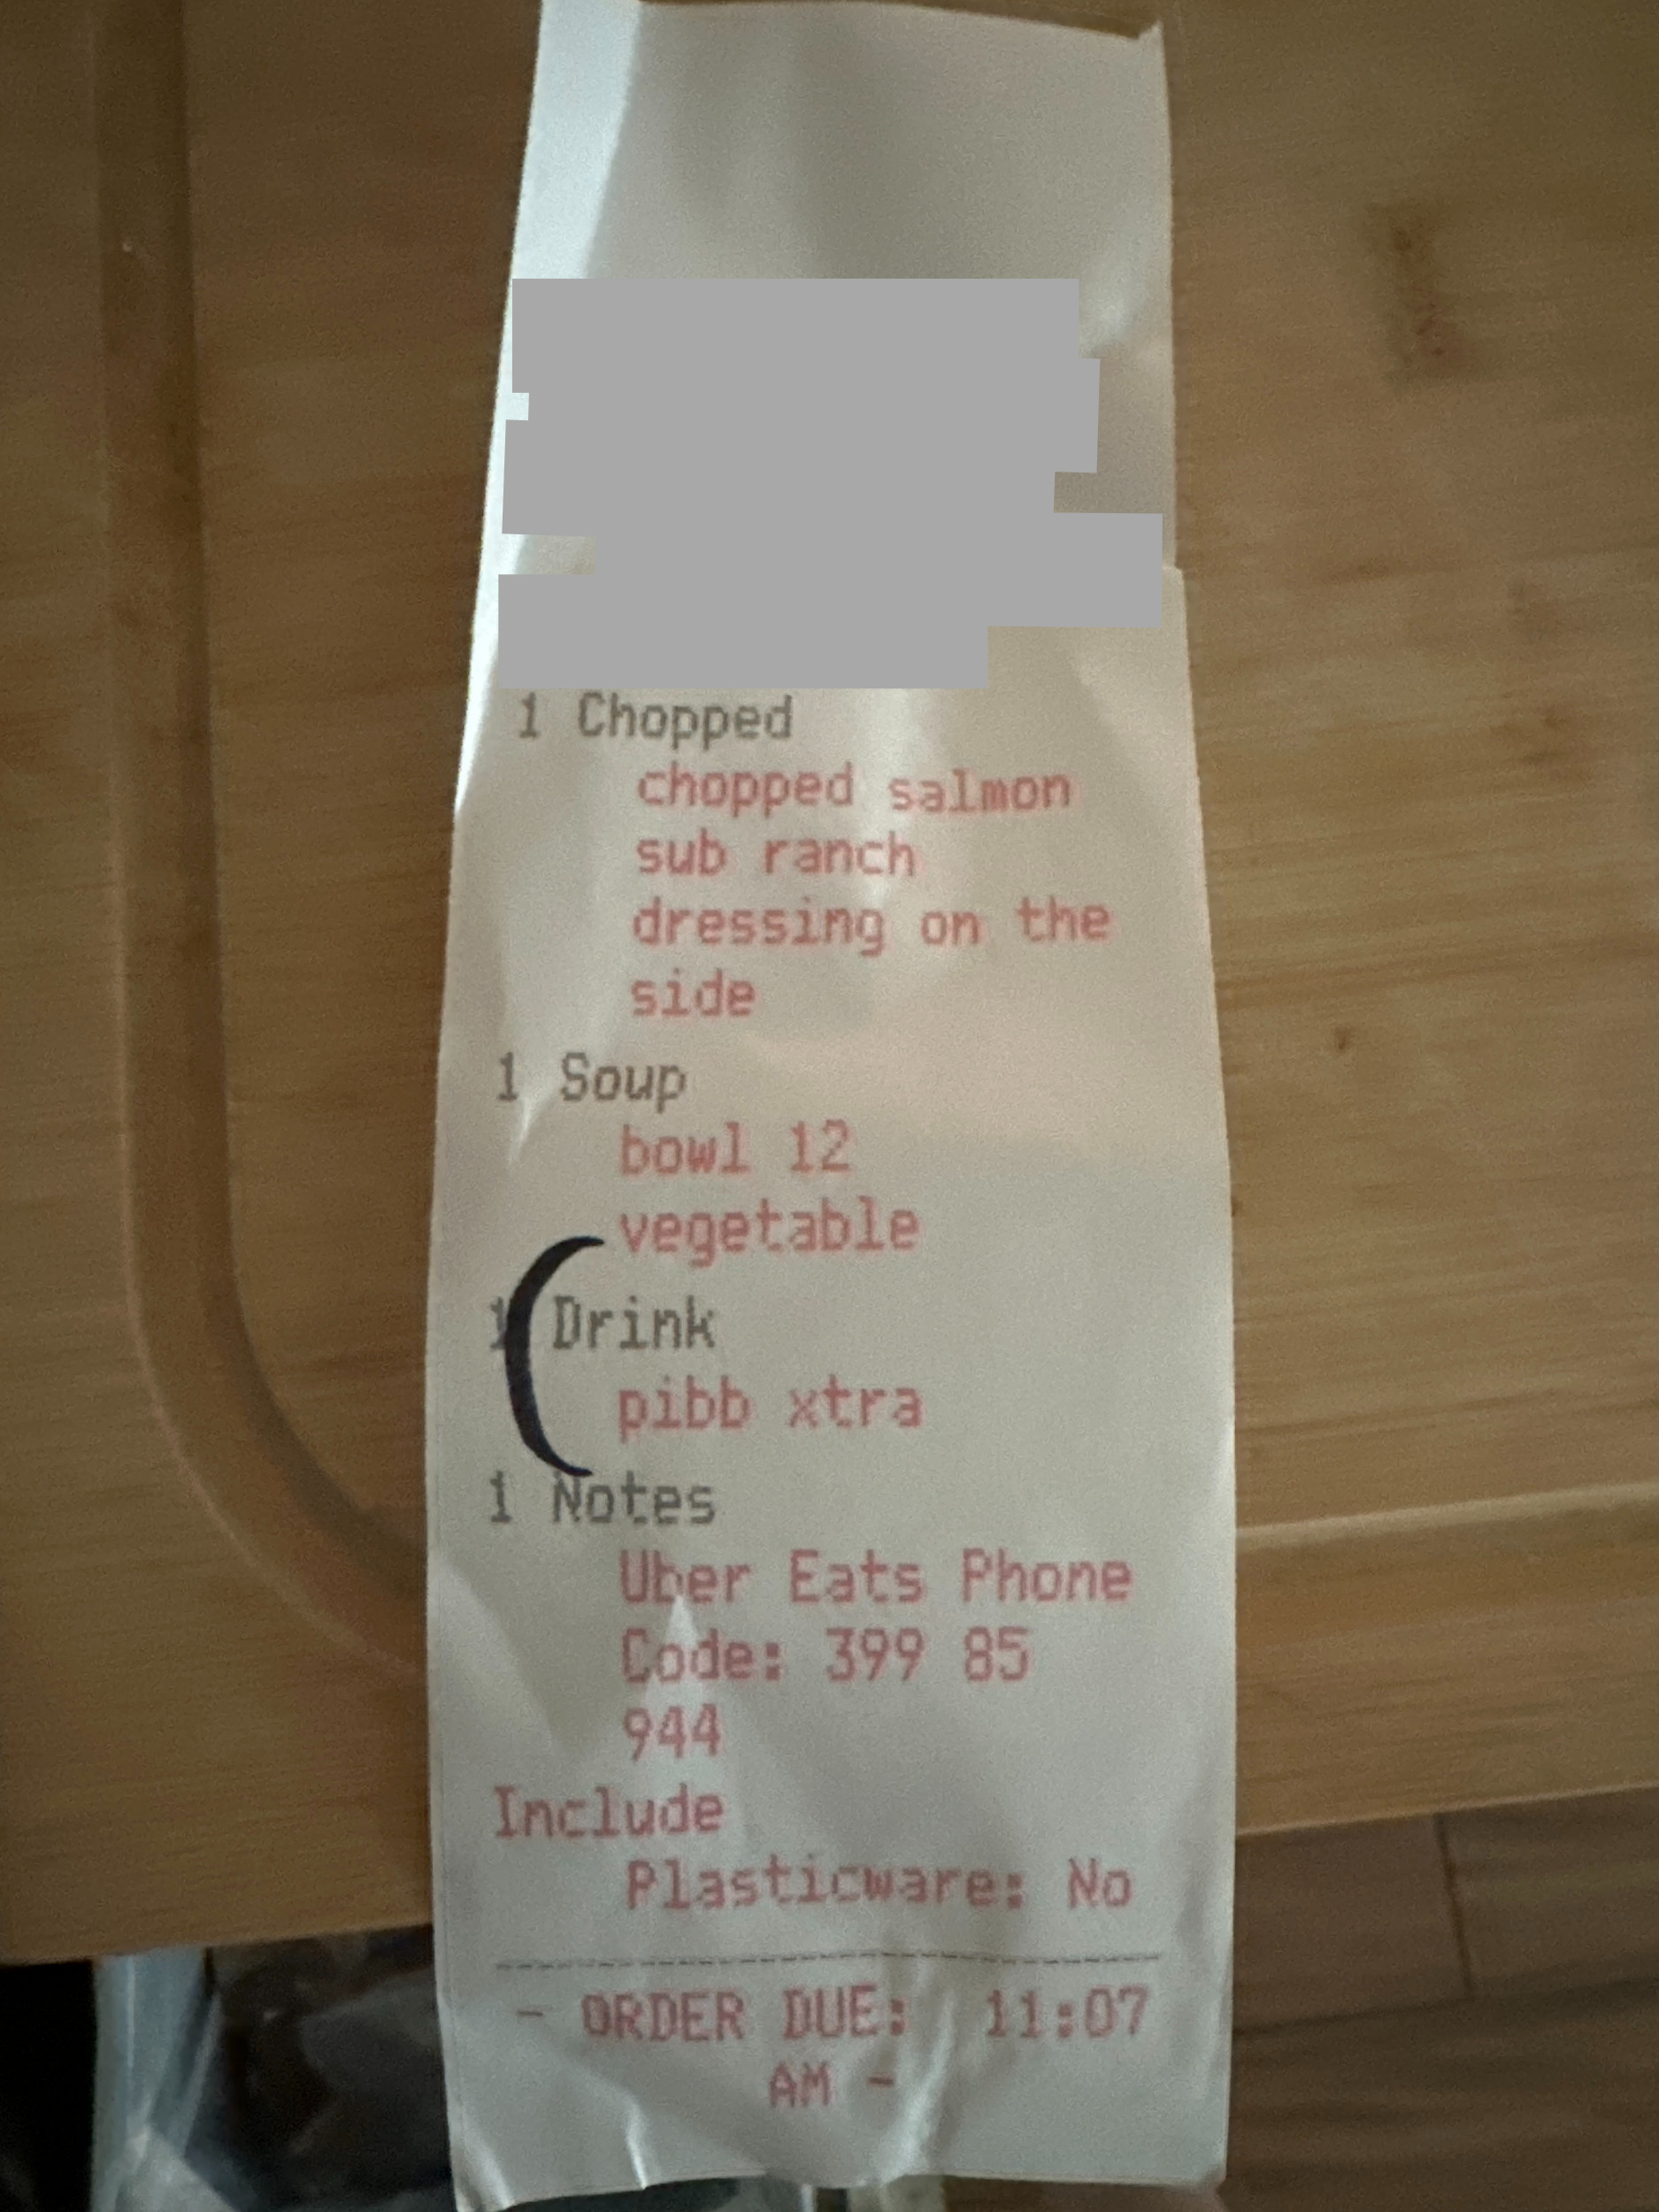 1 Chopped
chopped salmon
sub ranch
dressing on the
side
1 Soup
bowl 12
vegetable
1 Drink
pibb xtra
1 Notes
Uber Eats Phone
Code: 399 85
944
Include
Plasticware: No
- ORDER DUE: 11:07
AM -